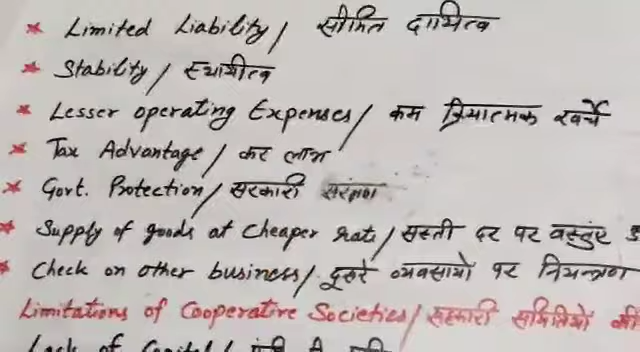 * Limited Liability / सीमित दायित्व
* Stability / स्थायीत्व
* Lesser operating Expenses / कम क्रियात्मक खर्चे
* Tax Advantage / कर लाभ
* Govt. Protection / सरकारी संरक्षण
* Supply of goods at Cheaper rate / सस्ती दर पर वस्तुएं
* Check on other business / दूसरे व्यवसायों पर नियन्त्रण
Limitations of Cooperative Societies / सहकारी समितियों की
Lack of Capital /